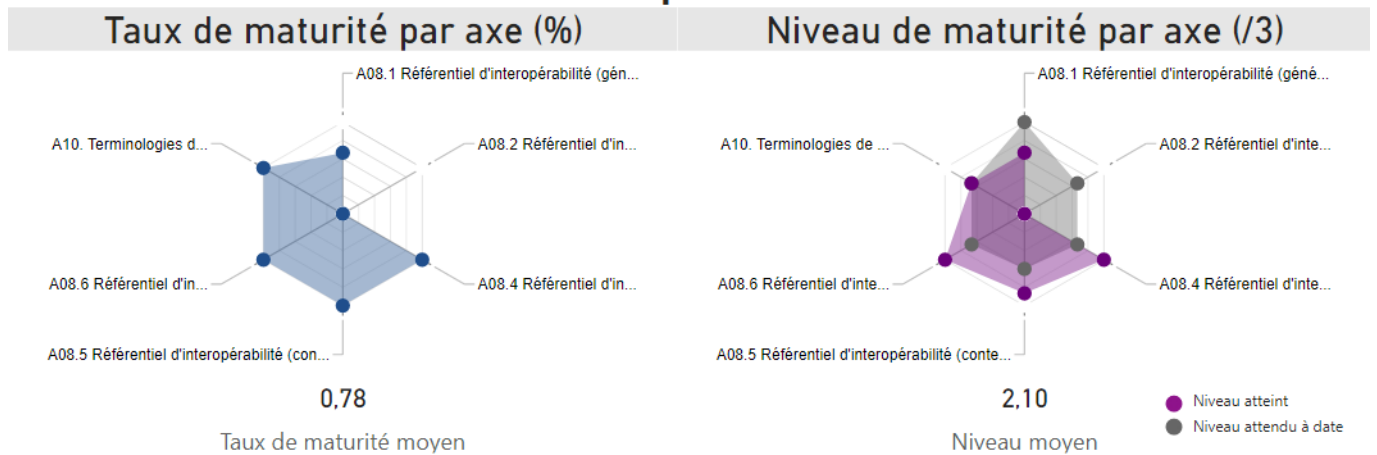 Taux de maturité par axe (%)
A08.1 Référentiel d'interopérabilité (gén...
A10. Terminologies d...
A08.2 Référentiel d'in...
A08.6 Référentiel d'in...
A08.4 Référentiel d'in...
A08.5 Référentiel d'interopérabilité (con...
0,78
Taux de maturité moyen
Niveau de maturité par axe (/3)
A08.1 Référentiel d'interopérabilité (géné...
A10. Terminologies de ...
A08.2 Référentiel d'inte...
A08.6 Référentiel d'inte...
A08.4 Référentiel d'inte...
A08.5 Référentiel d'interopérabilité (conte...
2,10
Niveau moyen
Niveau atteint
Niveau attendu à date